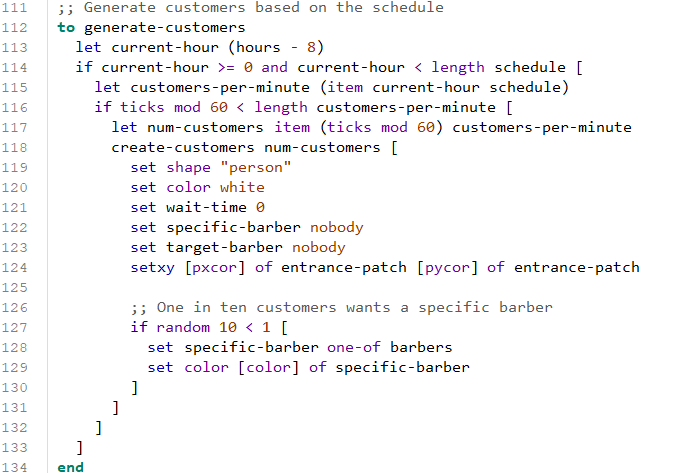 111 ;; Generate customers based on the schedule
112 to generate-customers
113   let current-hour (hours - 8)
114   if current-hour >= 0 and current-hour < length schedule [
115     let customers-per-minute (item current-hour schedule)
116     if ticks mod 60 < length customers-per-minute [
117       let num-customers item (ticks mod 60) customers-per-minute
118       create-customers num-customers [
119         set shape "person"
120         set color white
121         set wait-time 0
122         set specific-barber nobody
123         set target-barber nobody
124         setxy [pxcor] of entrance-patch [pycor] of entrance-patch
125
126         ;; One in ten customers wants a specific barber
127         if random 10 < 1 [
128           set specific-barber one-of barbers
129           set color [color] of specific-barber
130         ]
131       ]
132     ]
133   ]
134 end